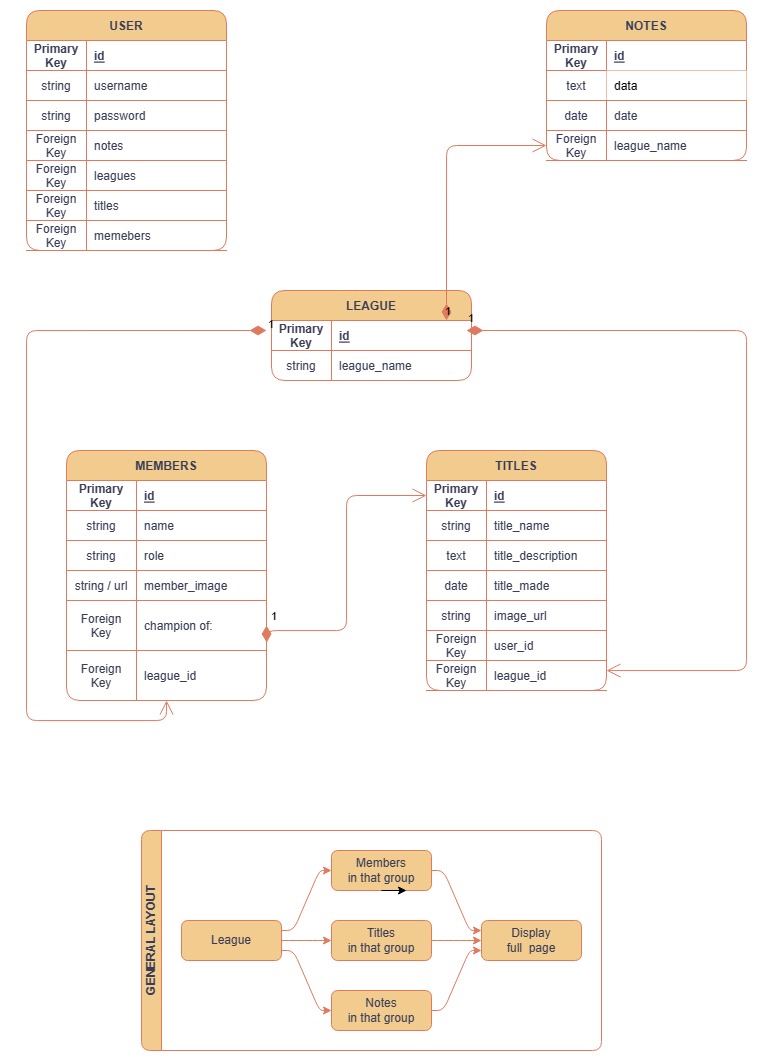 USER
Primary
Key
id
string
username
string
password
Foreign
Key
notes
Foreign
Key
leagues
Foreign
Key
titles
Foreign
Key
memebers
NOTES
Primary
Key
id
text
data
date
date
Foreign
Key
league_name
LEAGUE
1
1
1
Primary
Key
id
string
league_name
MEMBERS
Primary
Key
id
string
name
string
role
string / url
member_image
Foreign
Key
champion of:
1
Foreign
Key
league_id
TITLES
Primary
Key
id
string
title_name
text
title_description
date
title_made
string
image_url
Foreign
Key
user_id
Foreign
Key
league_id
GENERAL LAYOUT
League
Members
in that group
Titles
in that group
Notes
in that group
Display
full page